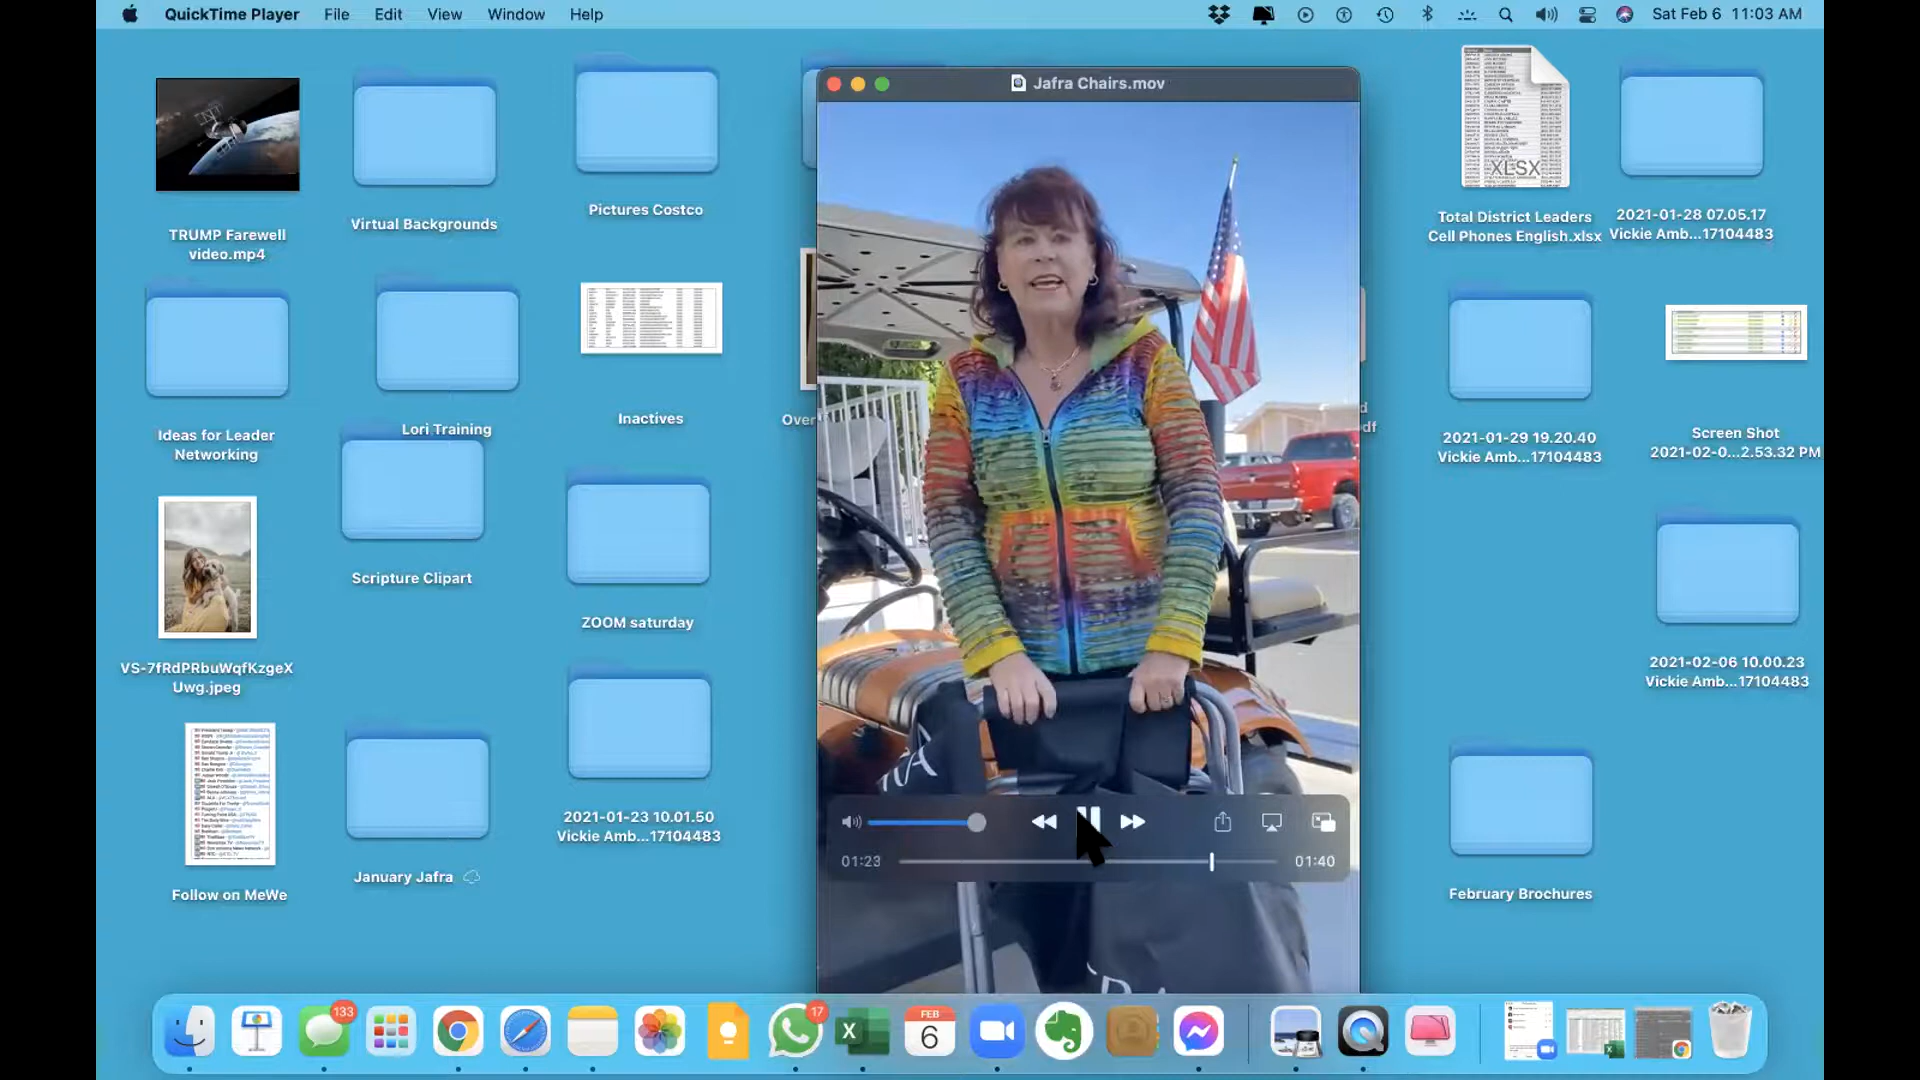 QuickTime Player File Edit View Window Help Sat Feb 6 11:03 AM
Jafra Chairs.mov
TRUMP Farewell
video.mp4
Virtual Backgrounds
Pictures Costco
XLSX
Total District Leaders
Cell Phones English.xlsx
2021-01-28 07.05.17
Vickie Amb...17104483
Ideas for Leader
Networking
Lori Training
Inactives
Over
df
2021-01-29 19.20.40
Vickie Amb...17104483
Screen Shot
2021-02-0...2.53.32 PM
Scripture Clipart
ZOOM saturday
VS-7fRdPRbuWqfKzgeX
Uwg.jpeg
2021-02-06 10.00.23
Vickie Amb...17104483
2021-01-23 10.01.50
Vickie Amb...17104483
01:23
01:40
January Jafra
Follow on MeWe
February Brochures
133
17
FEB
6